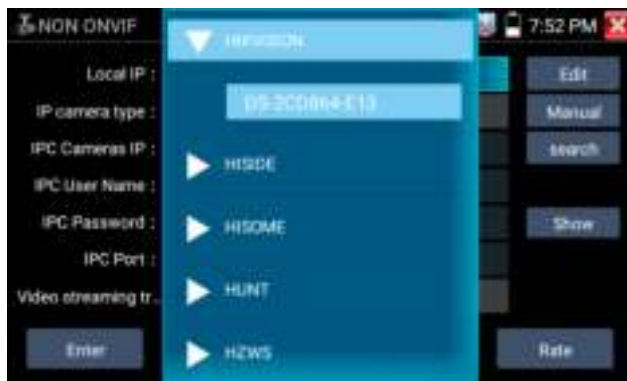 NON ONVIF
7:52 PM
HIKVISION
Local IP :
Edit
DS-2CD864-E13
IP camera type :
Manual
IPC Cameras IP :
search
HISIDE
IPC User Name :
IPC Password :
HISOME
Show
IPC Port :
Video streaming tr..
HUNT
Enter
HZWS
Rate